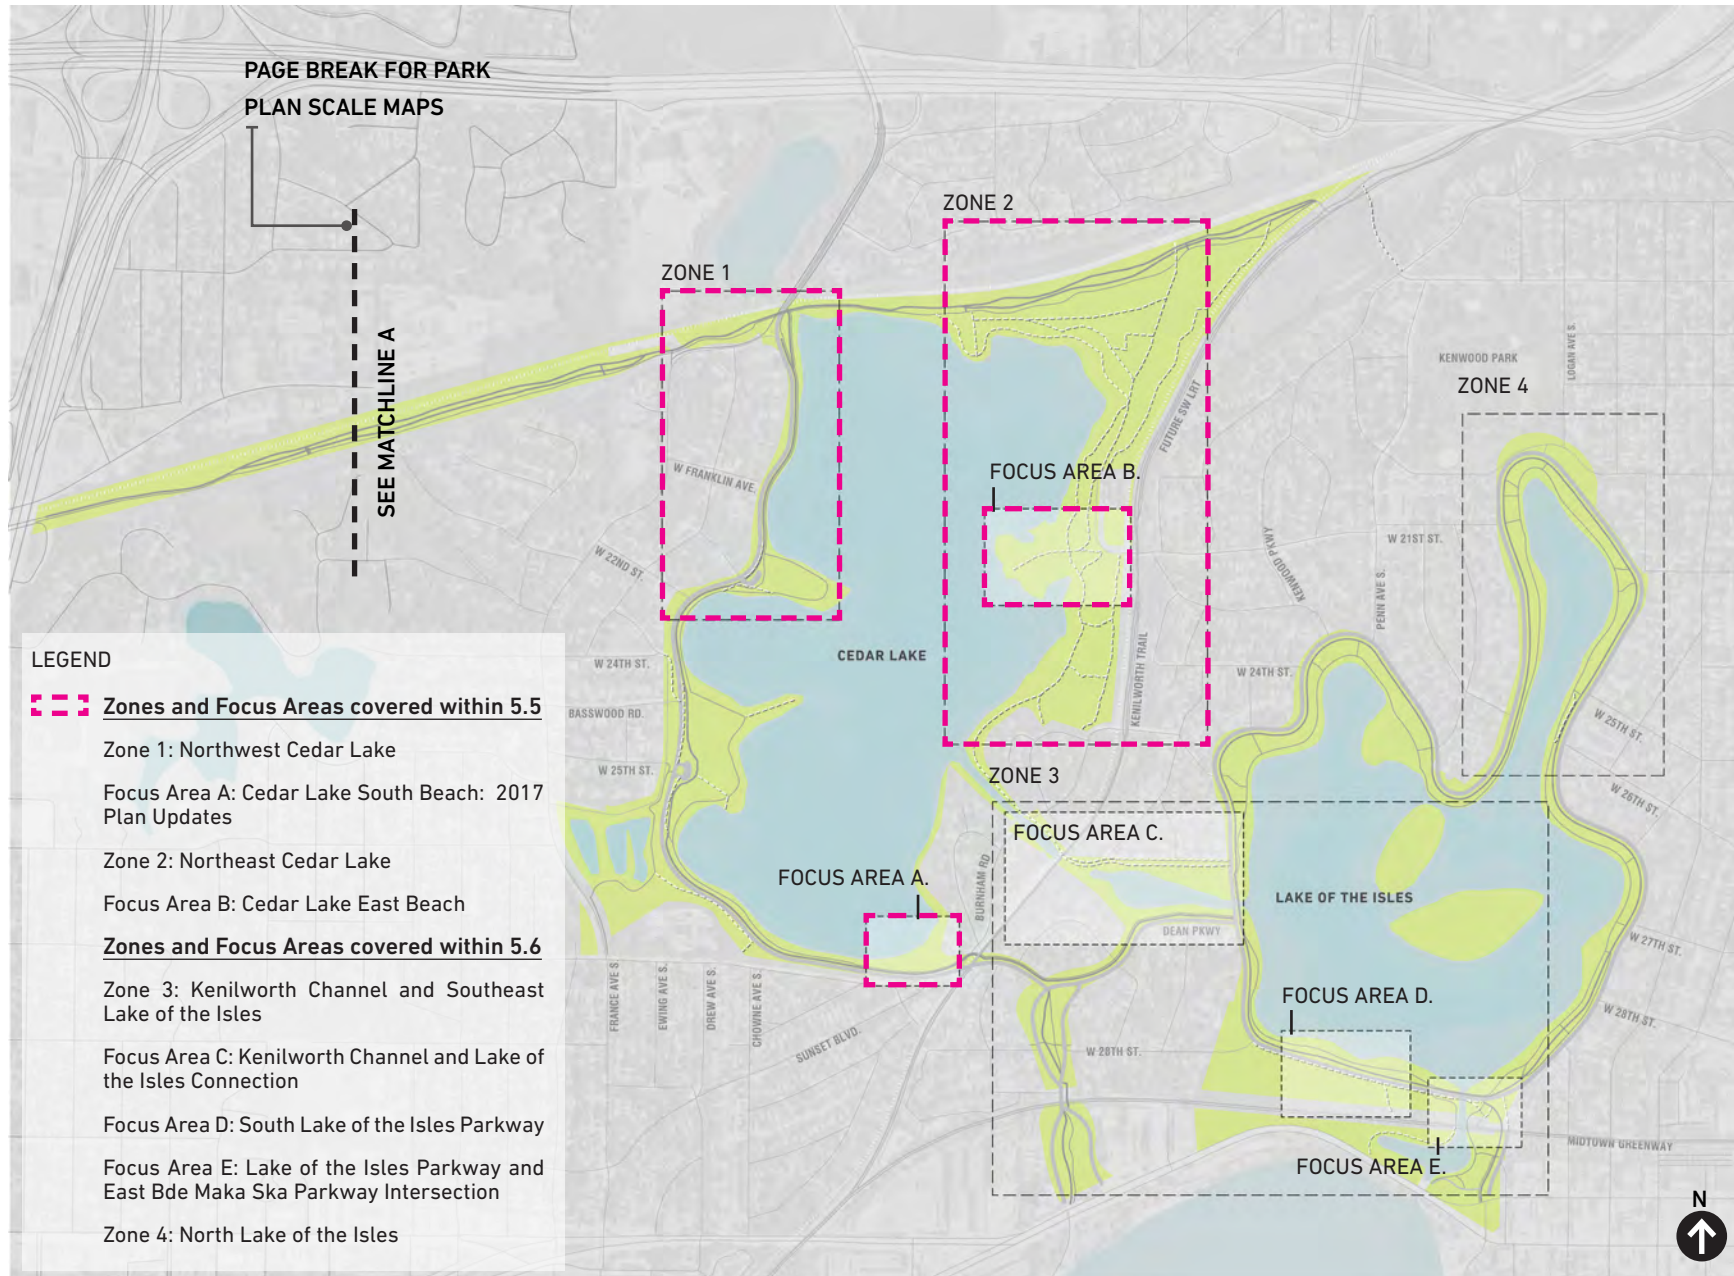 PAGE BREAK FOR PARK
PLAN SCALE MAPS
SEE MATCHLINE A
ZONE 1
ZONE 2
ZONE 4
KENWOOD PARK
LOGAN AVE S.
FUTURE SW LRT
W FRANKLIN AVE.
FOCUS AREA B.
W 22ND ST.
W 21ST ST.
KENWOOD PKWY
PENN AVE S.
CEDAR LAKE
W 24TH ST.
KENILWORTH TRAIL
W 24TH ST.
BASSWOOD RD.
W 25TH ST.
W 25TH ST.
W 26TH ST.
ZONE 3
FOCUS AREA C.
FOCUS AREA A.
BURNHAM RD
LAKE OF THE ISLES
DEAN PKWY
W 27TH ST.
FRANCE AVE S.
EWING AVE S.
DREW AVE S.
CHOWNE AVE S.
SUNSET BLVD.
FOCUS AREA D.
W 28TH ST.
W 28TH ST.
MIDTOWN GREENWAY
FOCUS AREA E.
N
LEGEND
Zones and Focus Areas covered within 5.5
Zone 1: Northwest Cedar Lake
Focus Area A: Cedar Lake South Beach: 2017
Plan Updates
Zone 2: Northeast Cedar Lake
Focus Area B: Cedar Lake East Beach
Zones and Focus Areas covered within 5.6
Zone 3: Kenilworth Channel and Southeast
Lake of the Isles
Focus Area C: Kenilworth Channel and Lake of
the Isles Connection
Focus Area D: South Lake of the Isles Parkway
Focus Area E: Lake of the Isles Parkway and
East Bde Maka Ska Parkway Intersection
Zone 4: North Lake of the Isles